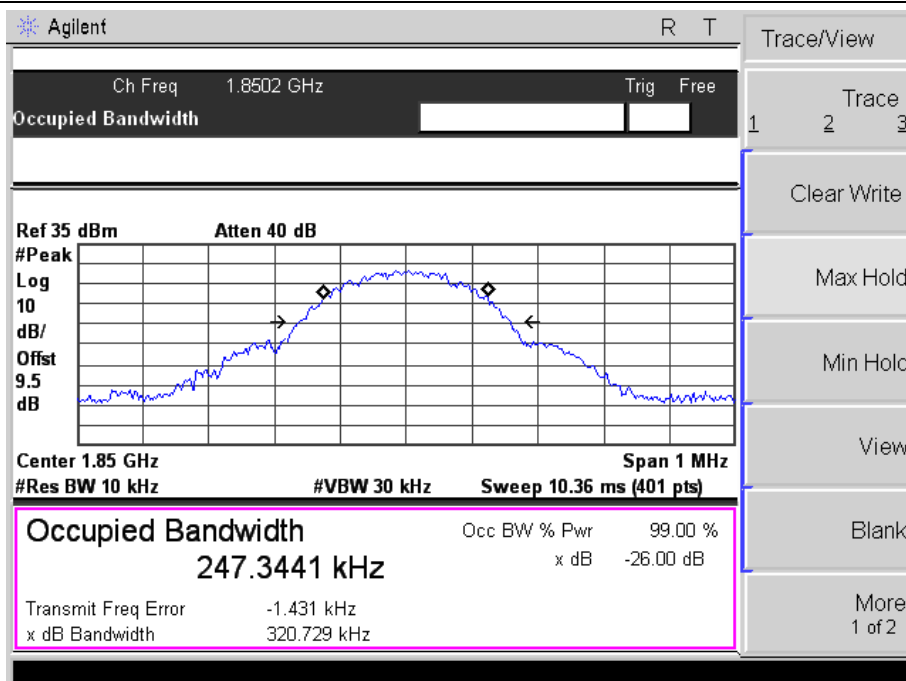 Agilent R T
Trace/View
Ch Freq 1.8502 GHz Trig Free
Occupied Bandwidth
Trace
1 2 3
Clear Write
Max Hold
Min Hold
View
Blank
More
1 of 2
Ref 35 dBm Atten 40 dB
#Peak
Log
10
dB/
Offst
9.5
dB
Center 1.85 GHz Span 1 MHz
#Res BW 10 kHz #VBW 30 kHz Sweep 10.36 ms (401 pts)
Occupied Bandwidth Occ BW % Pwr 99.00 %
247.3441 kHz x dB -26.00 dB
Transmit Freq Error -1.431 kHz
x dB Bandwidth 320.729 kHz